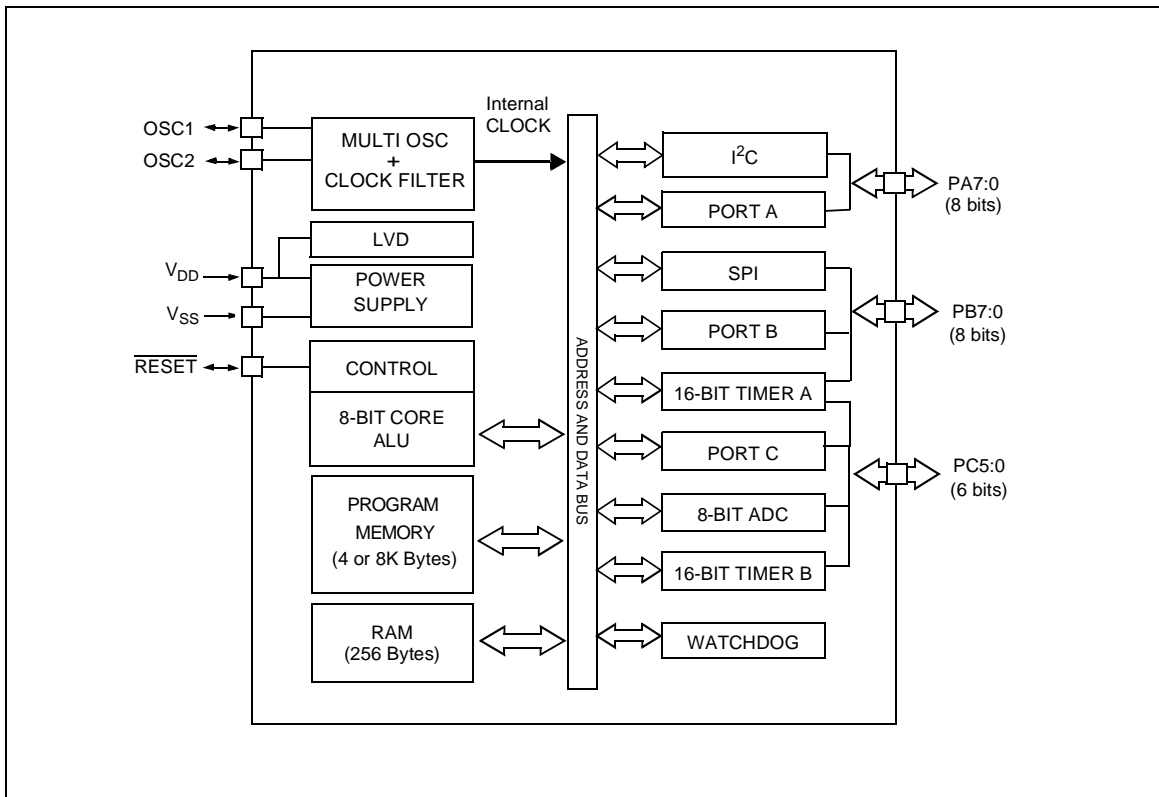 OSC1
OSC2
V_DD
V_SS
RESET
MULTI OSC
+
CLOCK FILTER
LVD
POWER
SUPPLY
CONTROL
8-BIT CORE
ALU
PROGRAM
MEMORY
(4 or 8K Bytes)
RAM
(256 Bytes)
Internal
CLOCK
ADDRESS AND DATA BUS
I²C
PORT A
SPI
PORT B
16-BIT TIMER A
PORT C
8-BIT ADC
16-BIT TIMER B
WATCHDOG
PA7:0
(8 bits)
PB7:0
(8 bits)
PC5:0
(6 bits)